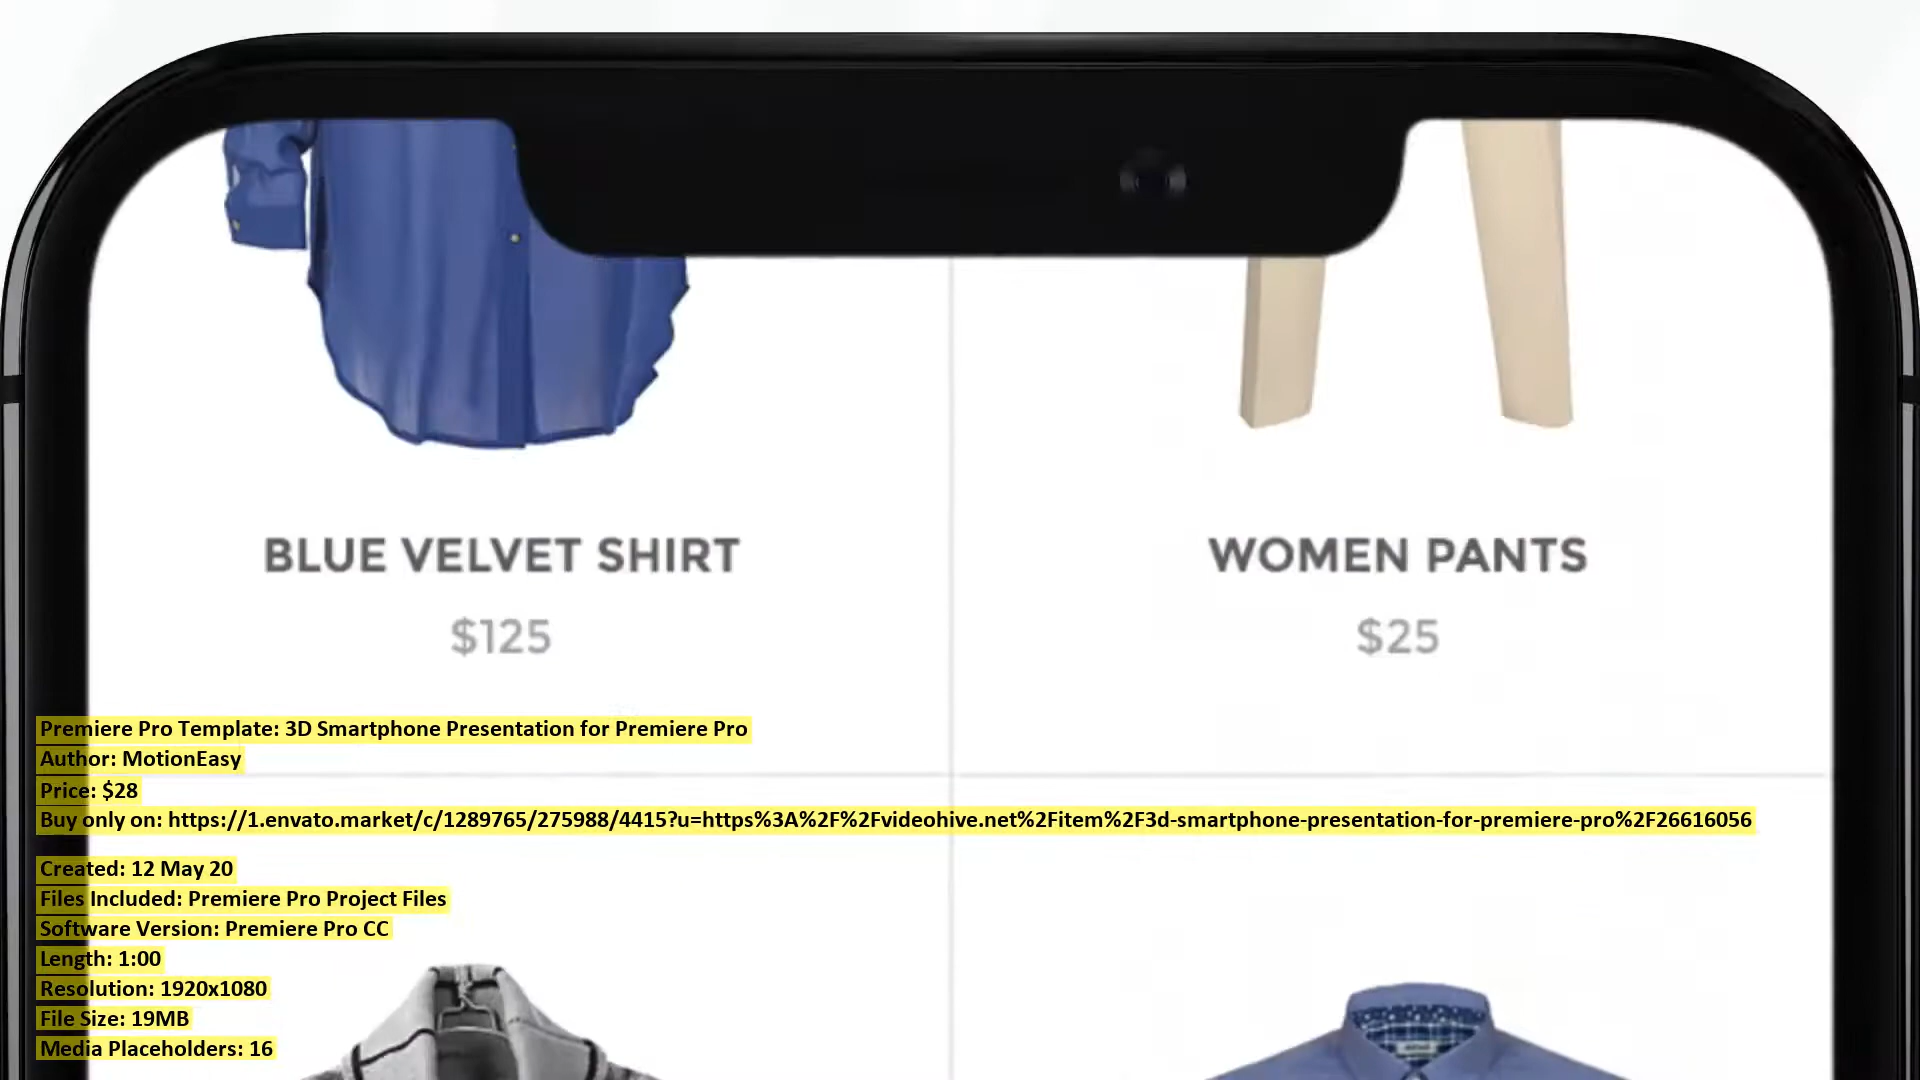 BLUE VELVET SHIRT
$125
WOMEN PANTS
$25
Premiere Pro Template: 3D Smartphone Presentation for Premiere Pro
Author: MotionEasy
Price: $28
Buy only on: https://1.envato.market/c/1289765/275988/4415?u=https%3A%2F%2Fvideohive.net%2Fitem%2F3d-smartphone-presentation-for-premiere-pro%2F26616056
Created: 12 May 20
Files Included: Premiere Pro Project Files
Software Version: Premiere Pro CC
Length: 1:00
Resolution: 1920x1080
File Size: 19MB
Media Placeholders: 16